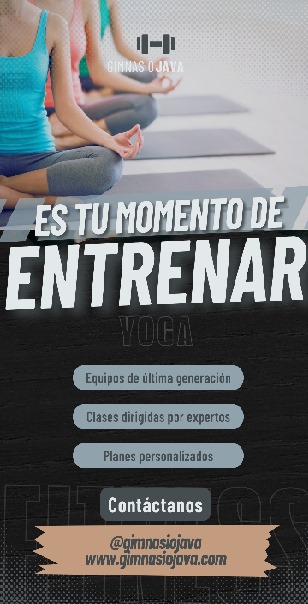 GIMNASIOJAVA
ES TU MOMENTO DE
ENTRENAR
YOGA
Equipos de última generación
Clases dirigidas por expertos
Planes personalizados
Contáctanos
FITNESS
@gimnasiojava
www.gimnasiojava.com